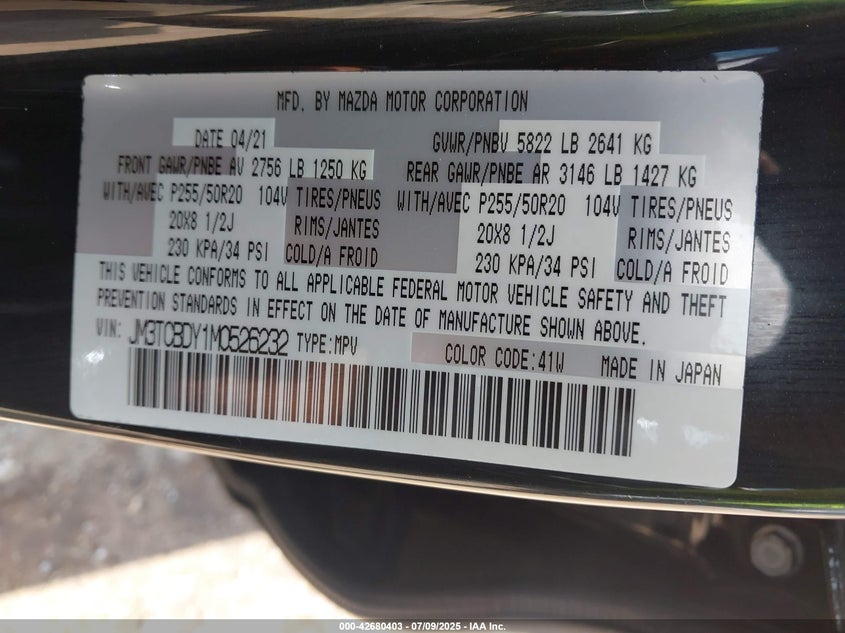 MFD. BY MAZDA MOTOR CORPORATION
DATE 04/21 GVWR/PNBV 5822 LB 2641 KG
FRONT GAWR/PNBE AV 2756 LB 1250 KG REAR GAWR/PNBE AR 3146 LB 1427 KG
WITH/AVEC P255/50R20 104V TIRES/PNEUS WITH/AVEC P255/50R20 104V TIRES/PNEUS
20X8 1/2J RIMS/JANTES 20X8 1/2J RIMS/JANTES
230 KPA/34 PSI COLD/A FROID 230 KPA/34 PSI COLD/A FROID
THIS VEHICLE CONFORMS TO ALL APPLICABLE FEDERAL MOTOR VEHICLE SAFETY AND THEFT
PREVENTION STANDARDS IN EFFECT ON THE DATE OF MANUFACTURE SHOWN ABOVE.
VIN: JM3TCBDY1M0526232 TYPE:MPV COLOR CODE:41W MADE IN JAPAN
000-42680403 - 07/09/2025 - IAA Inc.